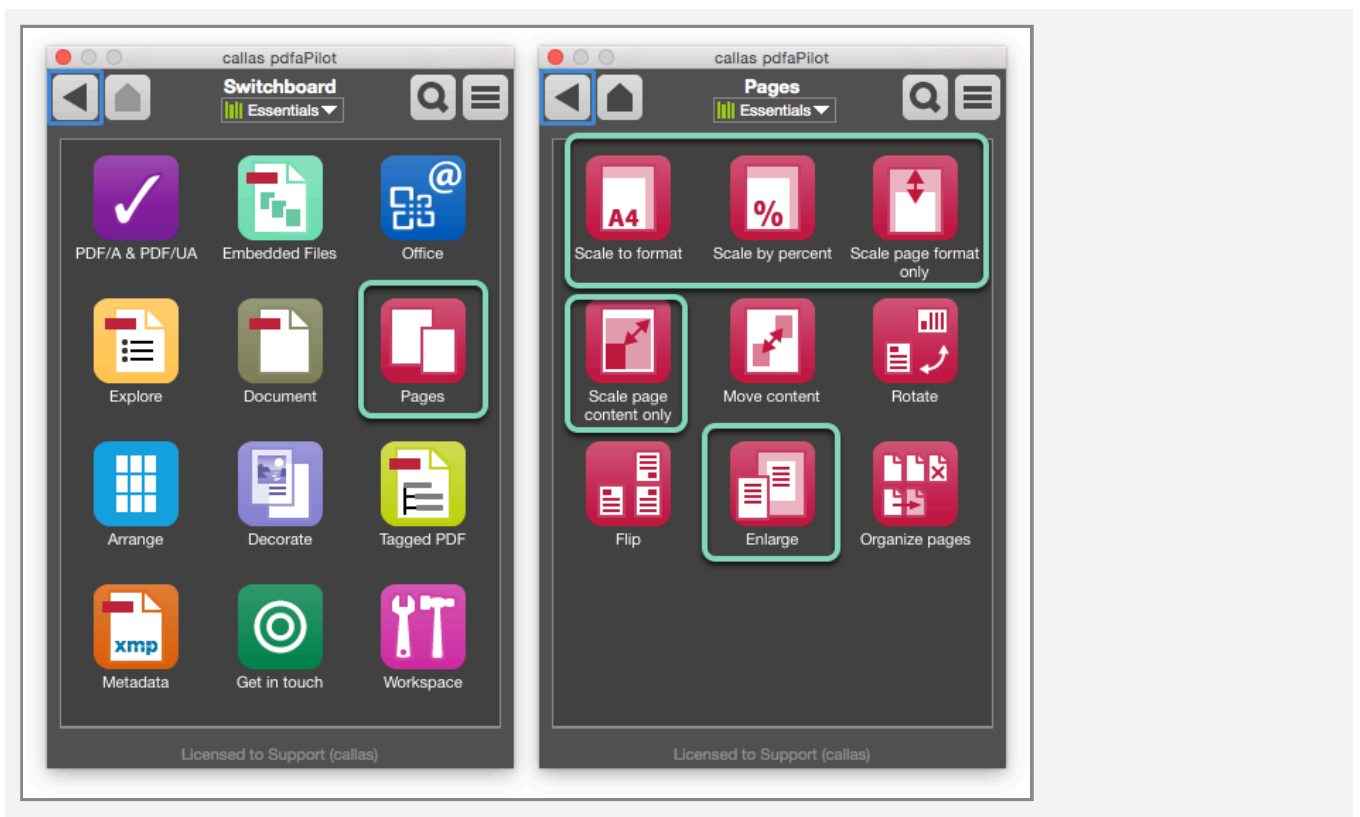 callas pdfaPilot
Switchboard
Essentials
@
PDF/A & PDF/UA
Embedded Files
Office
Explore
Document
Pages
Arrange
Decorate
Tagged PDF
xmp
Metadata
Get in touch
Workspace
Licensed to Support (callas)
callas pdfaPilot
Pages
Essentials
A4
%
Scale to format
Scale by percent
Scale page format
only
Scale page
content only
Move content
Rotate
Flip
Enlarge
Organize pages
Licensed to Support (callas)